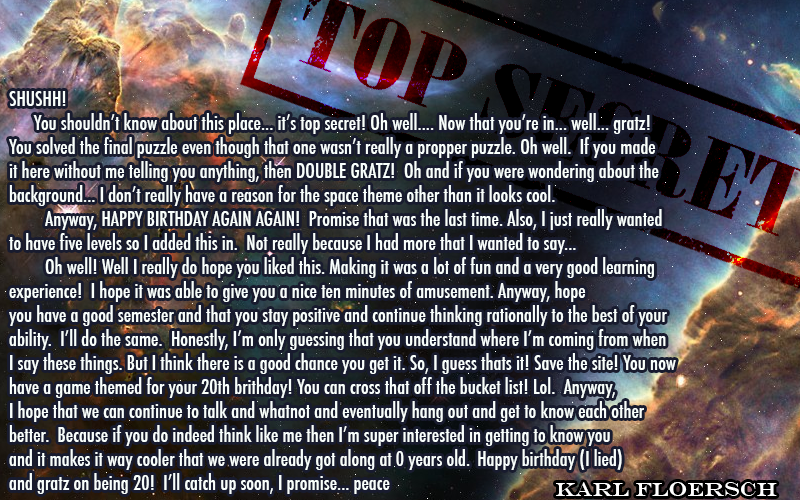 TOP SECRET
SHUSHH!
You shouldn't know about this place... it's top secret! Oh well.... Now that you're in... well... gratz!
You solved the final puzzle even though that one wasn't really a propper puzzle. Oh well. If you made
it here without me telling you anything, then DOUBLE GRATZ! Oh and if you were wondering about the
background... I don't really have a reason for the space theme other than it looks cool.
Anyway, HAPPY BIRTHDAY AGAIN AGAIN! Promise that was the last time. Also, I just really wanted
to have five levels so I added this in. Not really because I had more that I wanted to say...
Oh well! Well I really do hope you liked this. Making it was a lot of fun and a very good learning
experience! I hope it was able to give you a nice ten minutes of amusement. Anyway, hope
you have a good semester and that you stay positive and continue thinking rationally to the best of your
ability. I'll do the same. Honestly, I'm only guessing that you understand where I'm coming from when
I say these things. But I think there is a good chance you get it. So, I guess thats it! Save the site! You now
have a game themed for your 20th brithday! You can cross that off the bucket list! Lol. Anyway,
I hope that we can continue to talk and whatnot and eventually hang out and get to know each other
better. Because if you do indeed think like me then I'm super interested in getting to know you
and it makes it way cooler that we were already got along at 0 years old. Happy birthday (I lied)
and gratz on being 20! I'll catch up soon, I promise... peace
KARL FLOERSCH